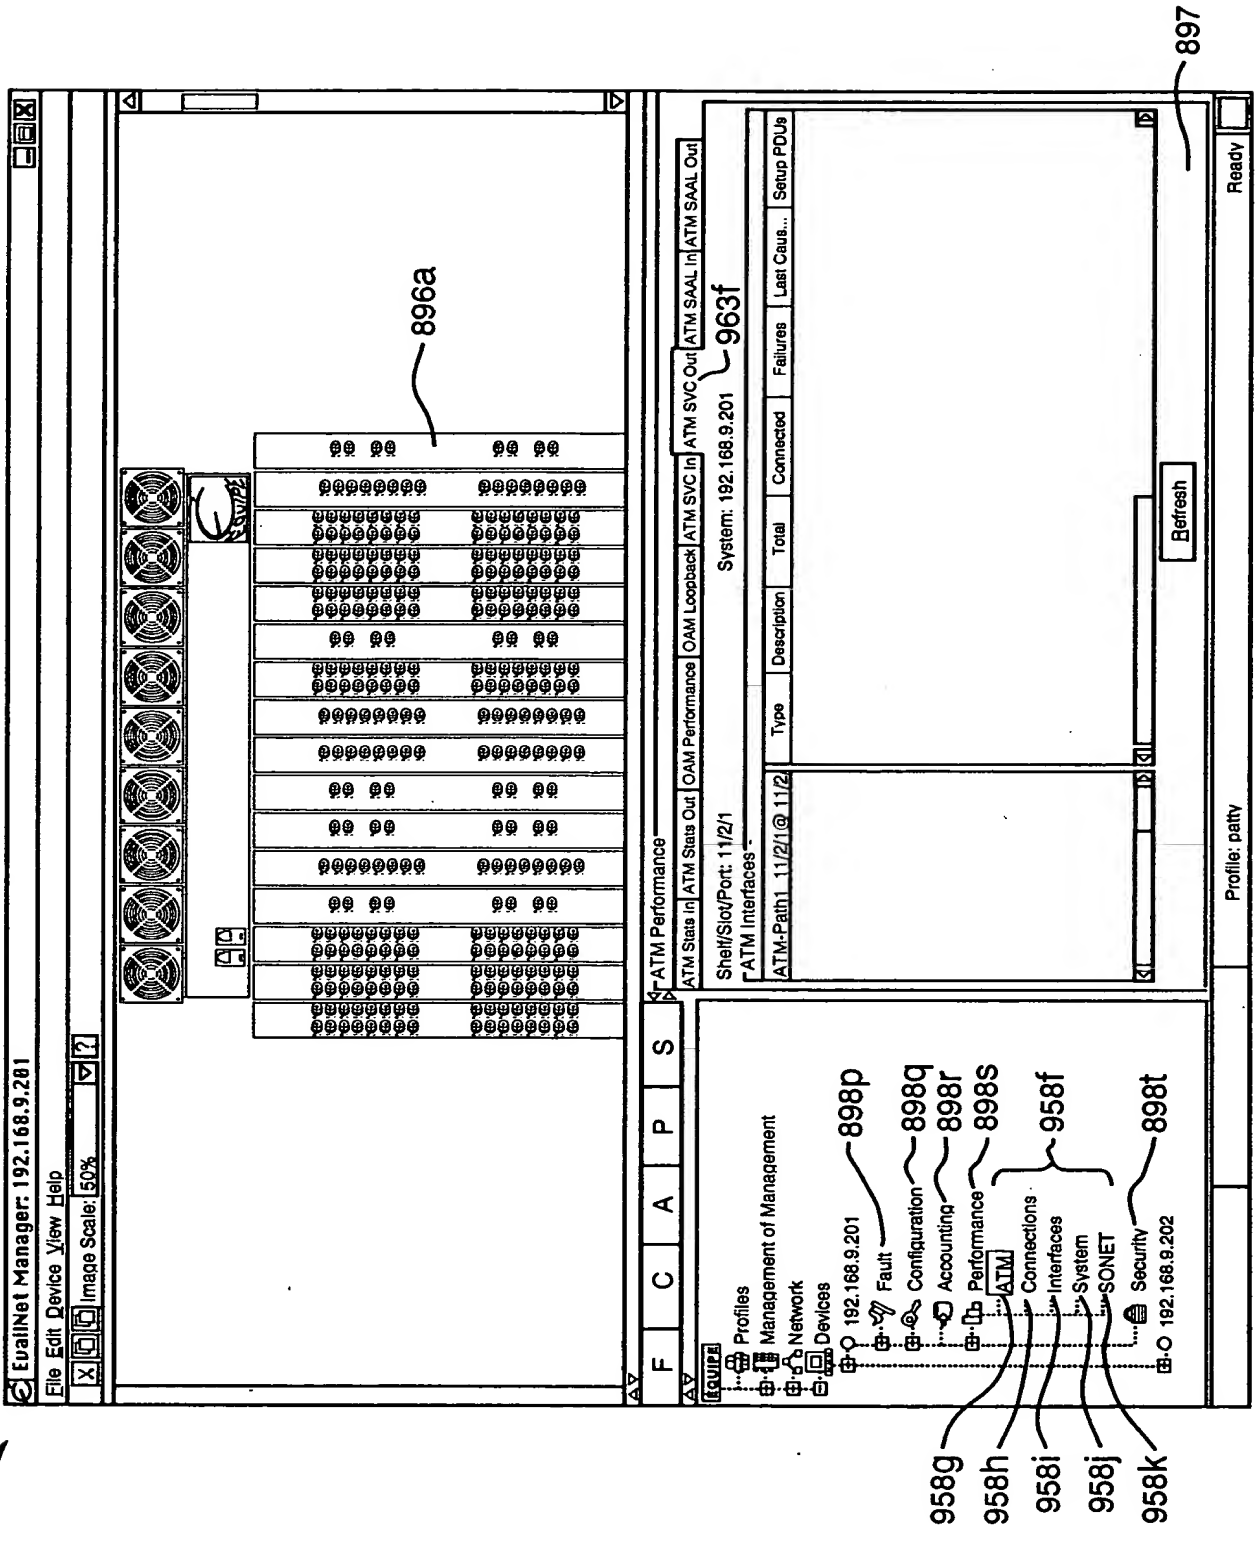 EvaliNet Manager: 192.168.9.201
File Edit Device View Help
Image Scale: 50% ?
EQUIPE
896a
F C A P S
EQUIPE
Profiles
Management of Management
Network
Devices
192.168.9.201
Fault
Configuration
Accounting
Performance
ATM
Connections
Interfaces
System
SONET
Security
192.168.9.202
898p
898q
898r
898s
958f
898t
958g
958h
958i
958j
958k
ATM Performance
ATM Stats In ATM Stats Out OAM Performance OAM Loopback ATM SVC In ATM SVC Out ATM SAAL In ATM SAAL Out
963f
Shelf/Slot/Port: 11/2/1 System: 192.168.9.201
ATM Interfaces
Type Description Total Connected Failures Last Caus... Setup PDUs
ATM-Path1_11/2/1@ 11/2
Refresh
897
Profile: patty Ready